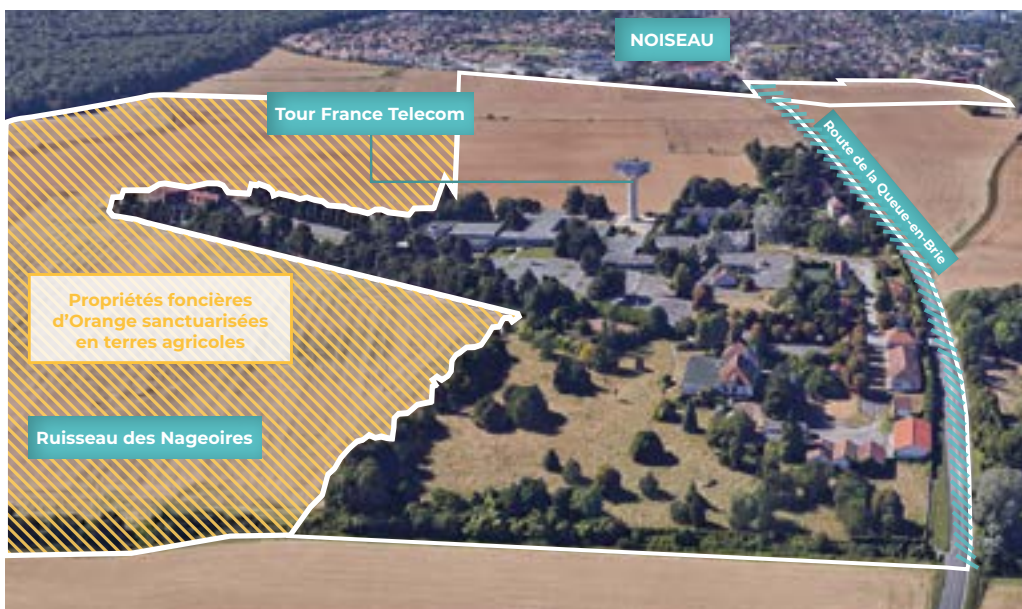 NOISEAU
Tour France Telecom
Route de la Queue-en-Brie
Propriétés foncières
d'Orange sanctuarisées
en terres agricoles
Ruisseau des Nageoires